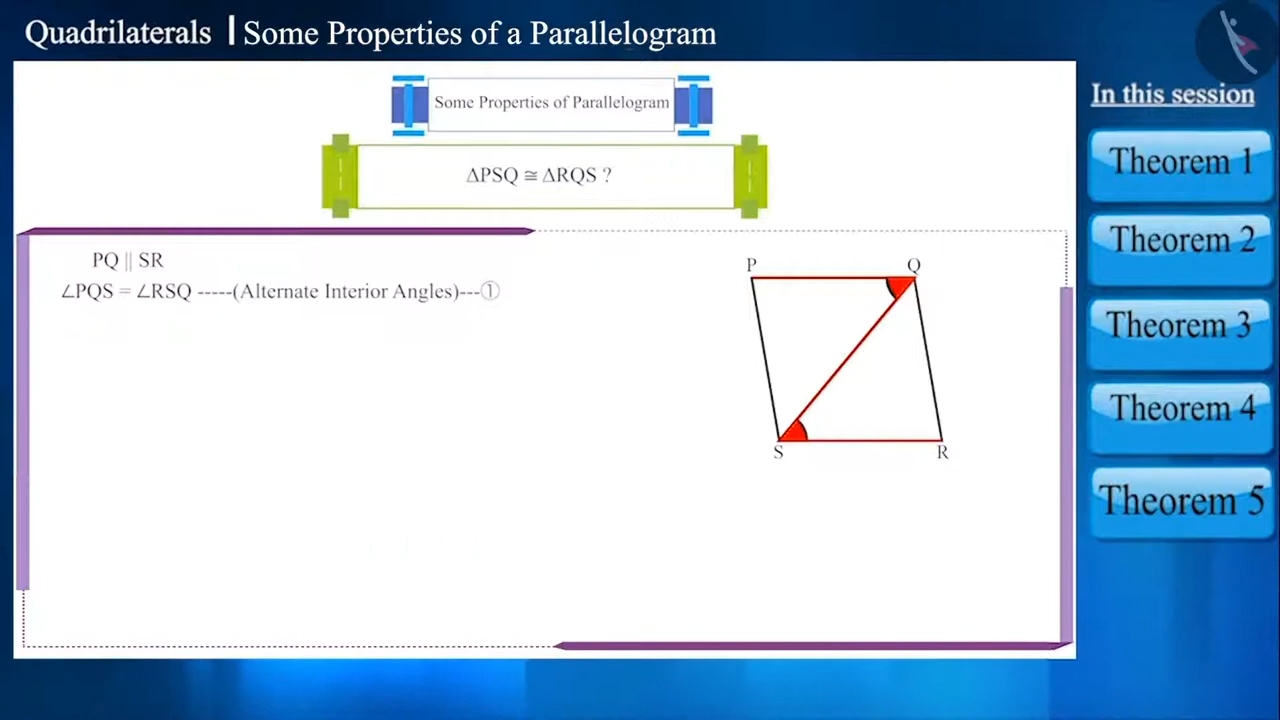 Quadrilaterals | Some Properties of a Parallelogram
In this session
Theorem 1
Theorem 2
Theorem 3
Theorem 4
Theorem 5
Some Properties of Parallelogram
ΔPSQ ≅ ΔRQS ?
PQ || SR
∠PQS = ∠RSQ -----(Alternate Interior Angles)---①
P
Q
S
R